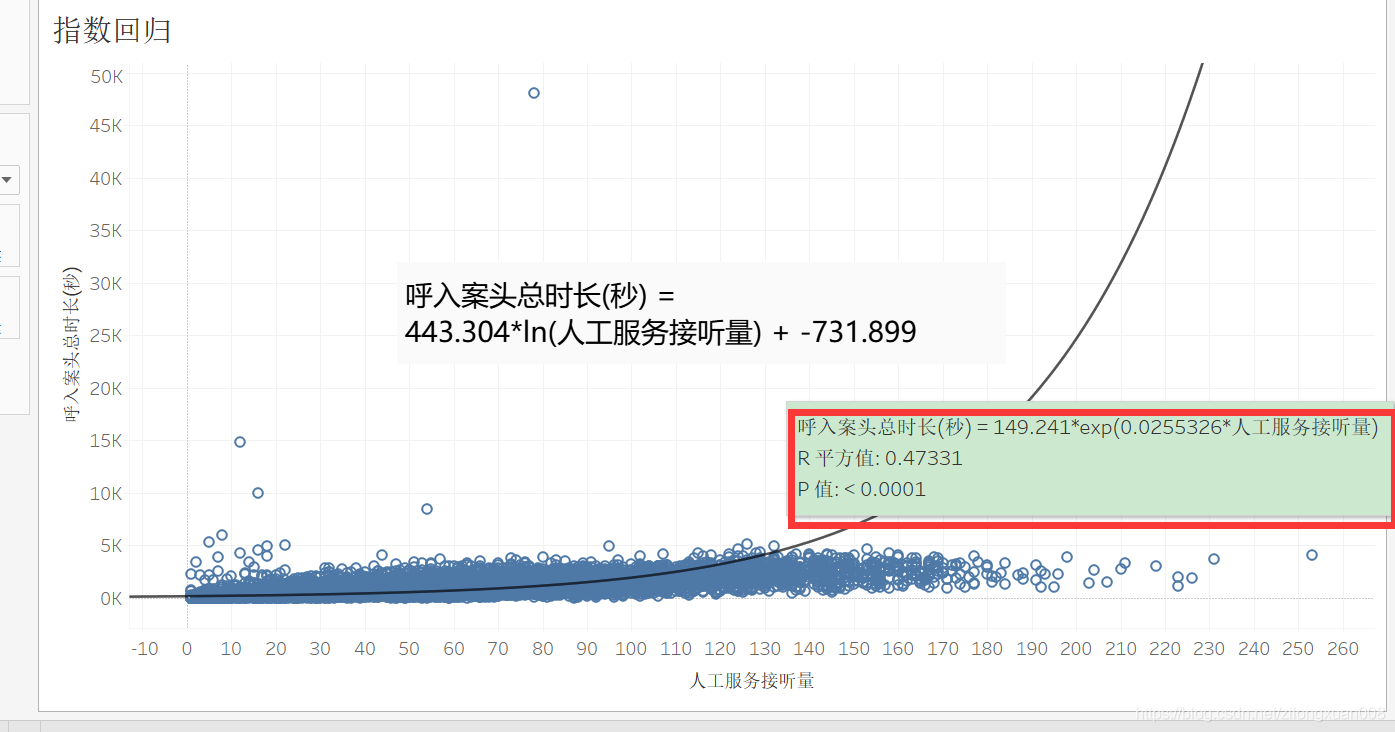 指数回归
50K
45K
40K
35K
30K
25K
20K
15K
10K
5K
0K
呼入案头总时长(秒)
呼入案头总时长(秒) =
443.304*ln(人工服务接听量) + -731.899
呼入案头总时长(秒) = 149.241*exp(0.0255326*人工服务接听量)
R 平方值: 0.47331
P 值: < 0.0001
-10 0 10 20 30 40 50 60 70 80 90 100 110 120 130 140 150 160 170 180 190 200 210 220 230 240 250 260
人工服务接听量
https://blog.csdn.net/zitongxuan008